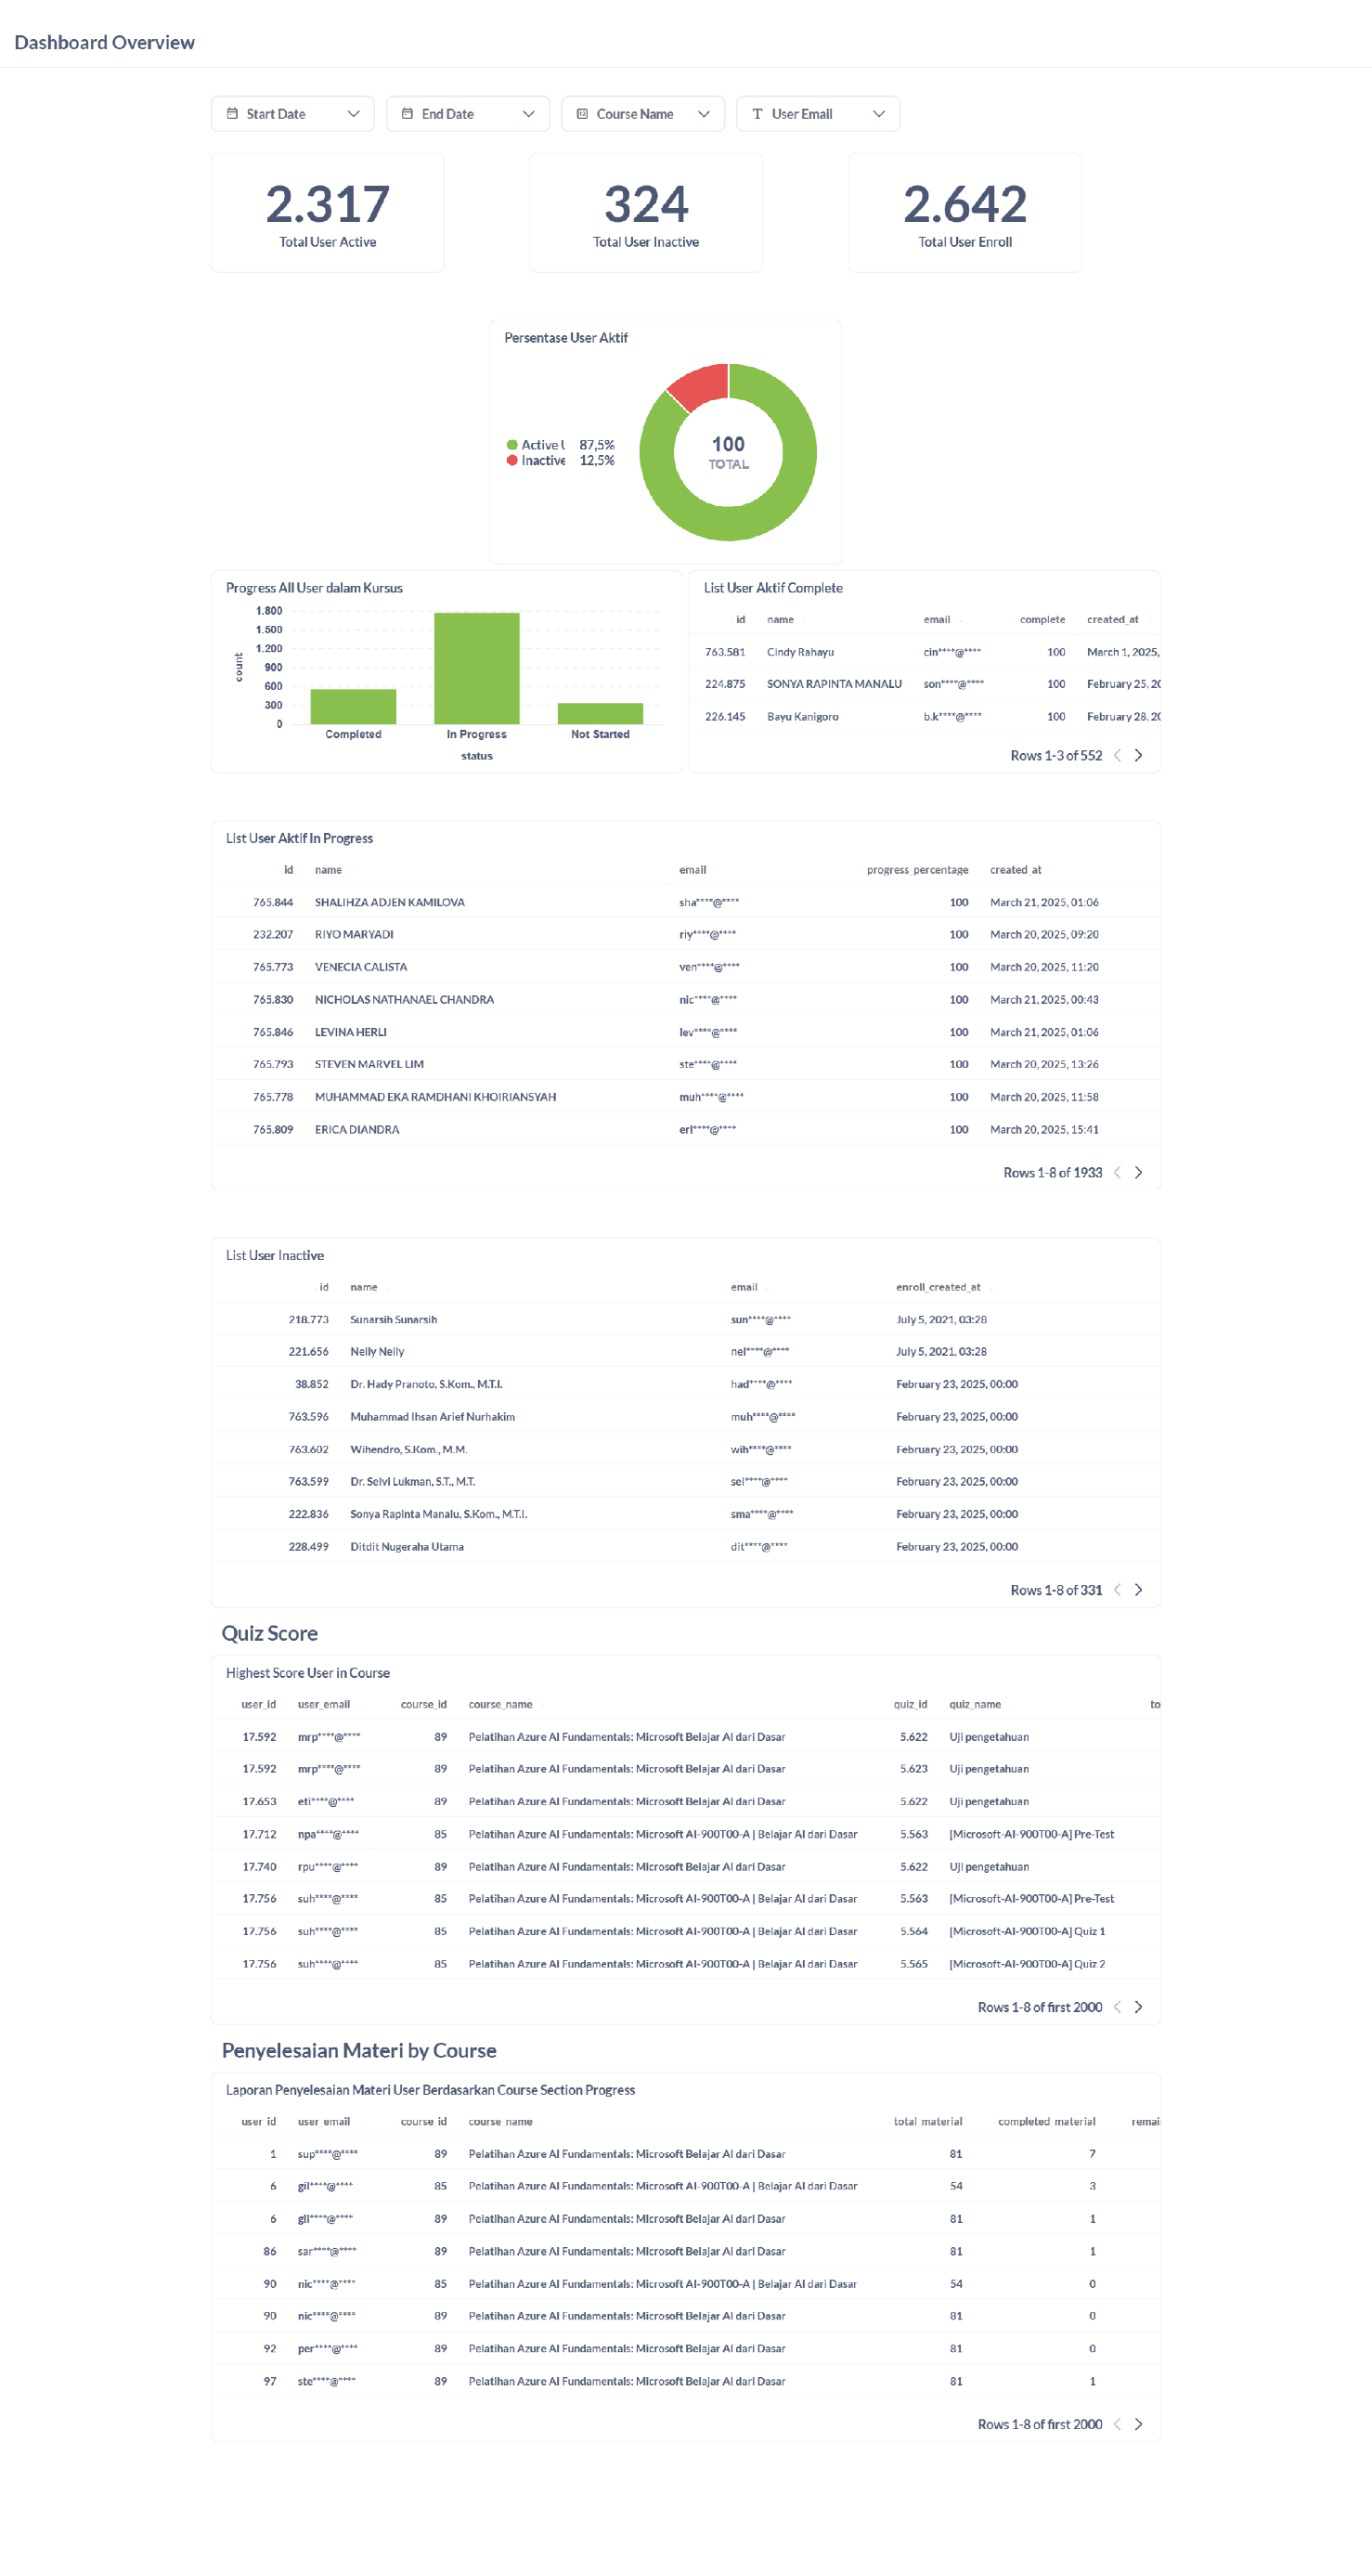 Dashboard Overview
Start Date
End Date
Course Name
User Email
2.317
Total User Active
324
Total User Inactive
2.642
Total User Enroll
Persentase User Aktif
Active U 87,5%
Inactive 12,5%
100
TOTAL
Progress All User dalam Kursus
1.800
1.500
1.200
900
600
300
0
count
Completed In Progress Not Started
status
List User Aktif Complete
id name email complete created_at
763.581 Cindy Rahayu cin****@**** 100 March 1, 2025,
224.875 SONYA RAPINTA MANALU son****@**** 100 February 25, 20
226.145 Bayu Kanigoro b.k****@**** 100 February 28, 20
Rows 1-3 of 552
List User Aktif In Progress
id name email progress_percentage created_at
765.844 SHALIHZA ADJEN KAMILOVA sha****@**** 100 March 21, 2025, 01:06
232.207 RIYO MARYADI riy****@**** 100 March 20, 2025, 09:20
765.773 VENECIA CALISTA ven****@**** 100 March 20, 2025, 11:20
765.830 NICHOLAS NATHANAEL CHANDRA nic****@**** 100 March 21, 2025, 00:43
765.846 LEVINA HERLI lev****@**** 100 March 21, 2025, 01:06
765.793 STEVEN MARVEL LIM ste****@**** 100 March 20, 2025, 13:26
765.778 MUHAMMAD EKA RAMDHANI KHOIRIANSYAH muh****@**** 100 March 20, 2025, 11:58
765.809 ERICA DIANDRA eri****@**** 100 March 20, 2025, 15:41
Rows 1-8 of 1933
List User Inactive
id name email enroll_created_at
218.773 Sunarsih Sunarsih sun****@**** July 5, 2021, 03:28
221.656 Nelly Nelly nel****@**** July 5, 2021, 03:28
38.852 Dr. Hady Pranoto, S.Kom., M.T.I. had****@**** February 23, 2025, 00:00
763.596 Muhammad Ihsan Arief Nurhakim muh****@**** February 23, 2025, 00:00
763.602 Wihendro, S.Kom., M.M. wih****@**** February 23, 2025, 00:00
763.599 Dr. Selvi Lukman, S.T., M.T. sel****@**** February 23, 2025, 00:00
222.836 Sonya Rapinta Manalu, S.Kom., M.T.I. sma****@**** February 23, 2025, 00:00
228.499 Ditdit Nugeraha Utama dit****@**** February 23, 2025, 00:00
Rows 1-8 of 331
Quiz Score
Highest Score User in Course
user_id user_email course_id course_name quiz_id quiz_name to
17.592 mrp****@**** 89 Pelatihan Azure AI Fundamentals: Microsoft Belajar AI dari Dasar 5.622 Uji pengetahuan
17.592 mrp****@**** 89 Pelatihan Azure AI Fundamentals: Microsoft Belajar AI dari Dasar 5.623 Uji pengetahuan
17.653 eti****@**** 89 Pelatihan Azure AI Fundamentals: Microsoft Belajar AI dari Dasar 5.622 Uji pengetahuan
17.712 npa****@**** 85 Pelatihan Azure AI Fundamentals: Microsoft AI-900T00-A | Belajar AI dari Dasar 5.563 [Microsoft-AI-900T00-A] Pre-Test
17.740 rpu****@**** 89 Pelatihan Azure AI Fundamentals: Microsoft Belajar AI dari Dasar 5.622 Uji pengetahuan
17.756 suh****@**** 85 Pelatihan Azure AI Fundamentals: Microsoft AI-900T00-A | Belajar AI dari Dasar 5.563 [Microsoft-AI-900T00-A] Pre-Test
17.756 suh****@**** 85 Pelatihan Azure AI Fundamentals: Microsoft AI-900T00-A | Belajar AI dari Dasar 5.564 [Microsoft-AI-900T00-A] Quiz 1
17.756 suh****@**** 85 Pelatihan Azure AI Fundamentals: Microsoft AI-900T00-A | Belajar AI dari Dasar 5.565 [Microsoft-AI-900T00-A] Quiz 2
Rows 1-8 of first 2000
Penyelesaian Materi by Course
Laporan Penyelesaian Materi User Berdasarkan Course Section Progress
user_id user_email course_id course_name total_material completed_material remai
1 sup****@**** 89 Pelatihan Azure AI Fundamentals: Microsoft Belajar AI dari Dasar 81 7
6 gil****@**** 85 Pelatihan Azure AI Fundamentals: Microsoft AI-900T00-A | Belajar AI dari Dasar 54 3
6 gil****@**** 89 Pelatihan Azure AI Fundamentals: Microsoft Belajar AI dari Dasar 81 1
86 sar****@**** 89 Pelatihan Azure AI Fundamentals: Microsoft Belajar AI dari Dasar 81 1
90 nic****@**** 85 Pelatihan Azure AI Fundamentals: Microsoft AI-900T00-A | Belajar AI dari Dasar 54 0
90 nic****@**** 89 Pelatihan Azure AI Fundamentals: Microsoft Belajar AI dari Dasar 81 0
92 per****@**** 89 Pelatihan Azure AI Fundamentals: Microsoft Belajar AI dari Dasar 81 0
97 ste****@**** 89 Pelatihan Azure AI Fundamentals: Microsoft Belajar AI dari Dasar 81 1
Rows 1-8 of first 2000